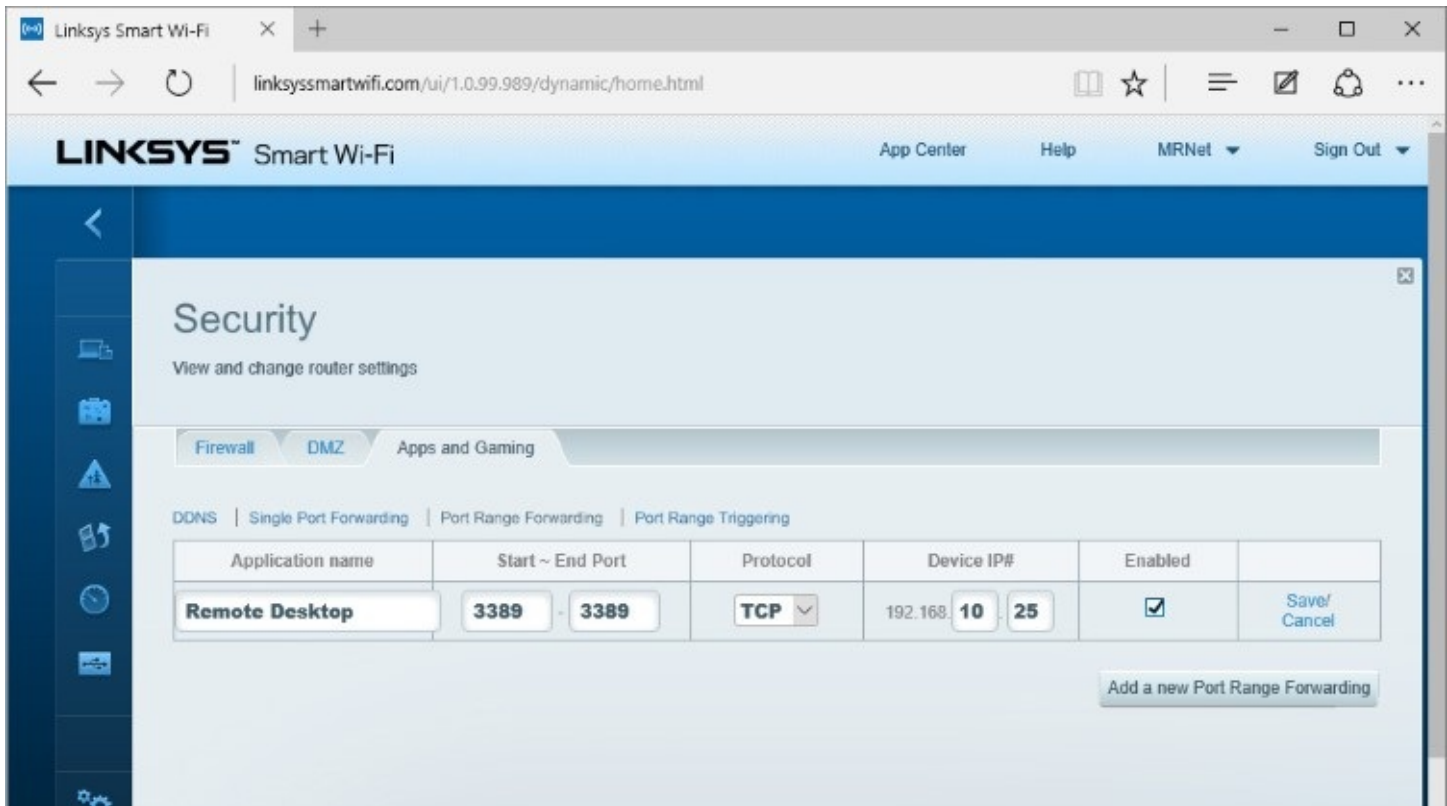 Linksys Smart Wi-Fi
linksyssmartwifi.com/ui/1.0.99.989/dynamic/home.html
LINKSYS™ Smart Wi-Fi App Center Help MRNet Sign Out
Security
View and change router settings
Firewall DMZ Apps and Gaming
DDNS | Single Port Forwarding | Port Range Forwarding | Port Range Triggering
Application name Start ~ End Port Protocol Device IP# Enabled
Remote Desktop 3389 - 3389 TCP 192.168. 10 . 25 Save/
Cancel
Add a new Port Range Forwarding